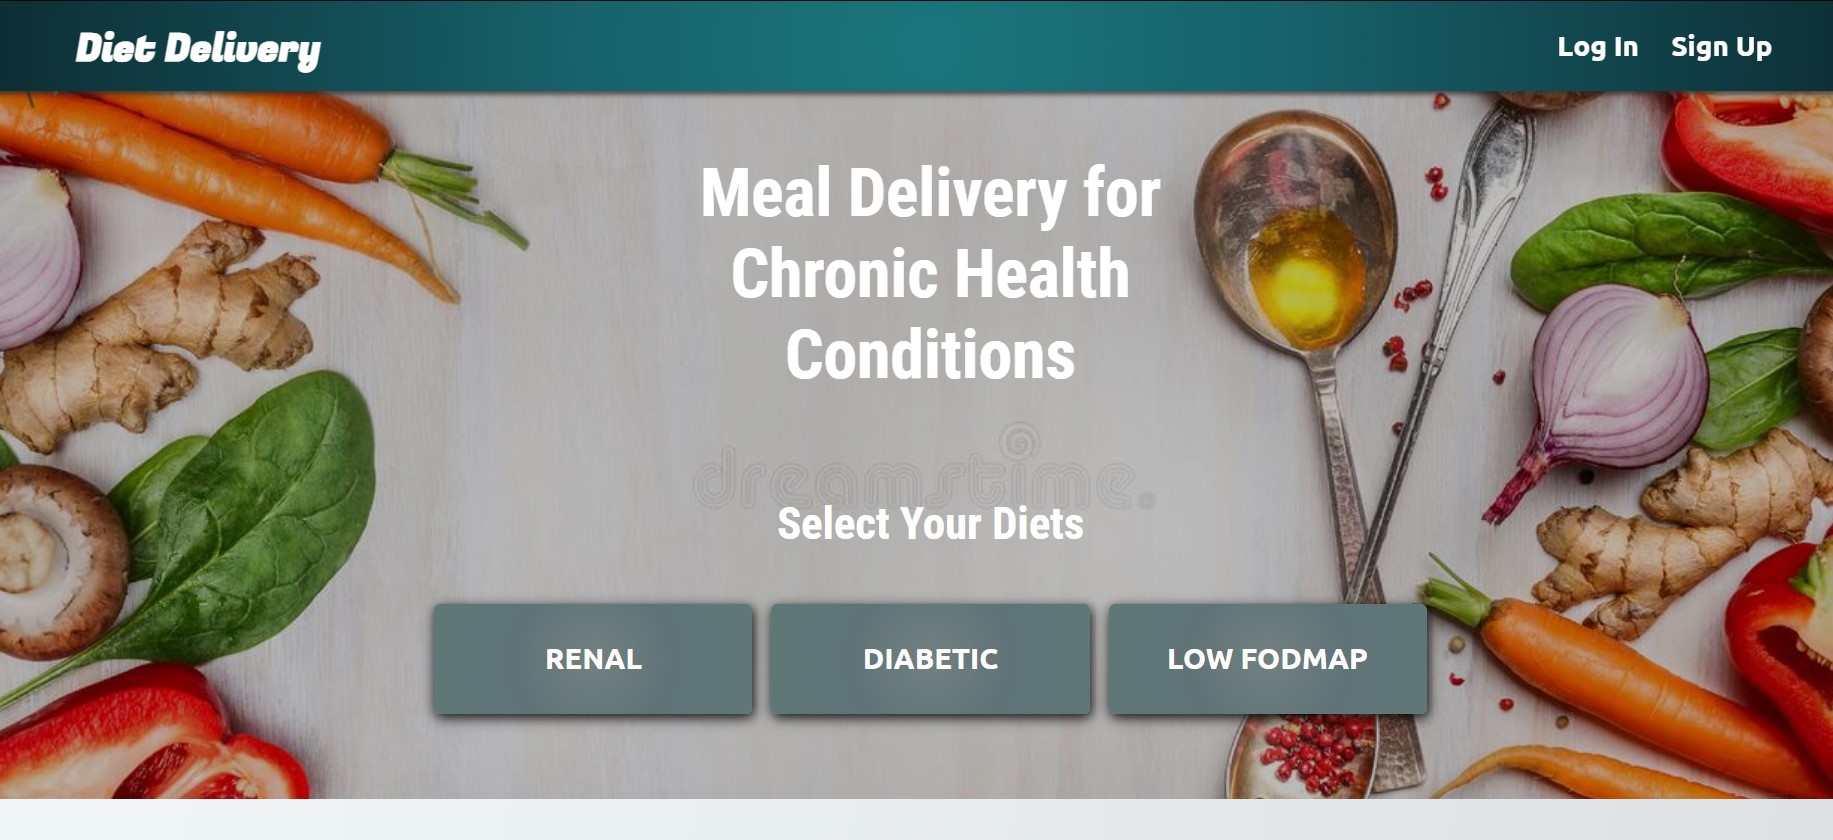 Diet Delivery
Log In Sign Up
Meal Delivery for
Chronic Health
Conditions
dreamstime.
Select Your Diets
RENAL
DIABETIC
LOW FODMAP